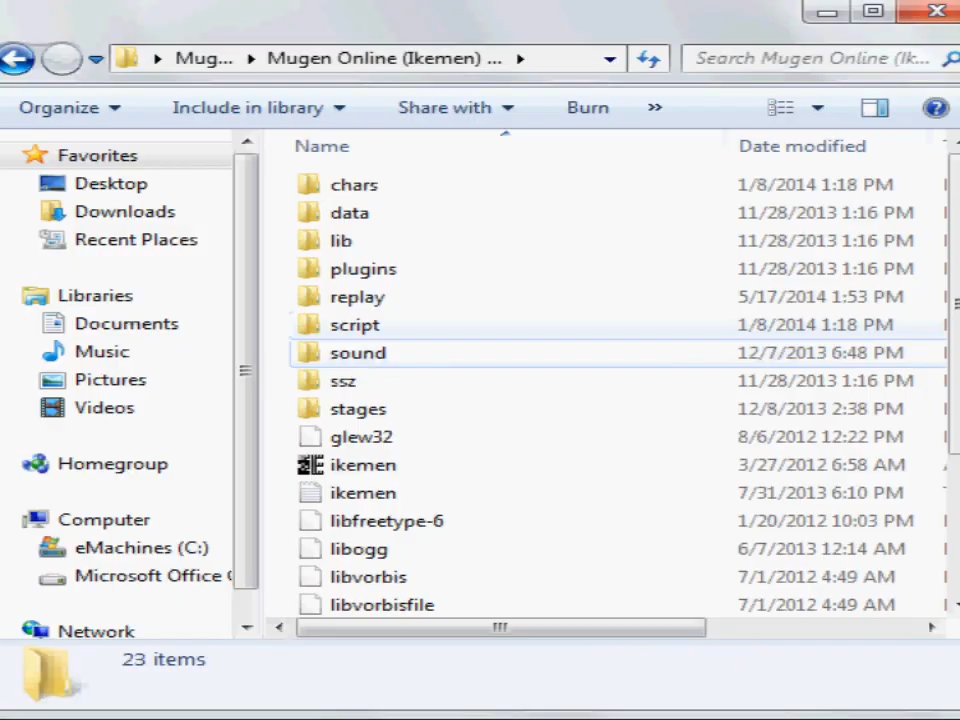 Mug... Mugen Online (Ikemen) ... Search Mugen Online (Ik...
Organize Include in library Share with Burn »
Name Date modified
Favorites
Desktop
Downloads
Recent Places
Libraries
Documents
Music
Pictures
Videos
Homegroup
Computer
eMachines (C:)
Microsoft Office
Network
chars 1/8/2014 1:18 PM
data 11/28/2013 1:16 PM
lib 11/28/2013 1:16 PM
plugins 11/28/2013 1:16 PM
replay 5/17/2014 1:53 PM
script 1/8/2014 1:18 PM
sound 12/7/2013 6:48 PM
ssz 11/28/2013 1:16 PM
stages 12/8/2013 2:38 PM
glew32 8/6/2012 12:22 PM
ikemen 3/27/2012 6:58 AM
ikemen 7/31/2013 6:10 PM
libfreetype-6 1/20/2012 10:03 PM
libogg 6/7/2013 12:14 AM
libvorbis 7/1/2012 4:49 AM
libvorbisfile 7/1/2012 4:49 AM
23 items